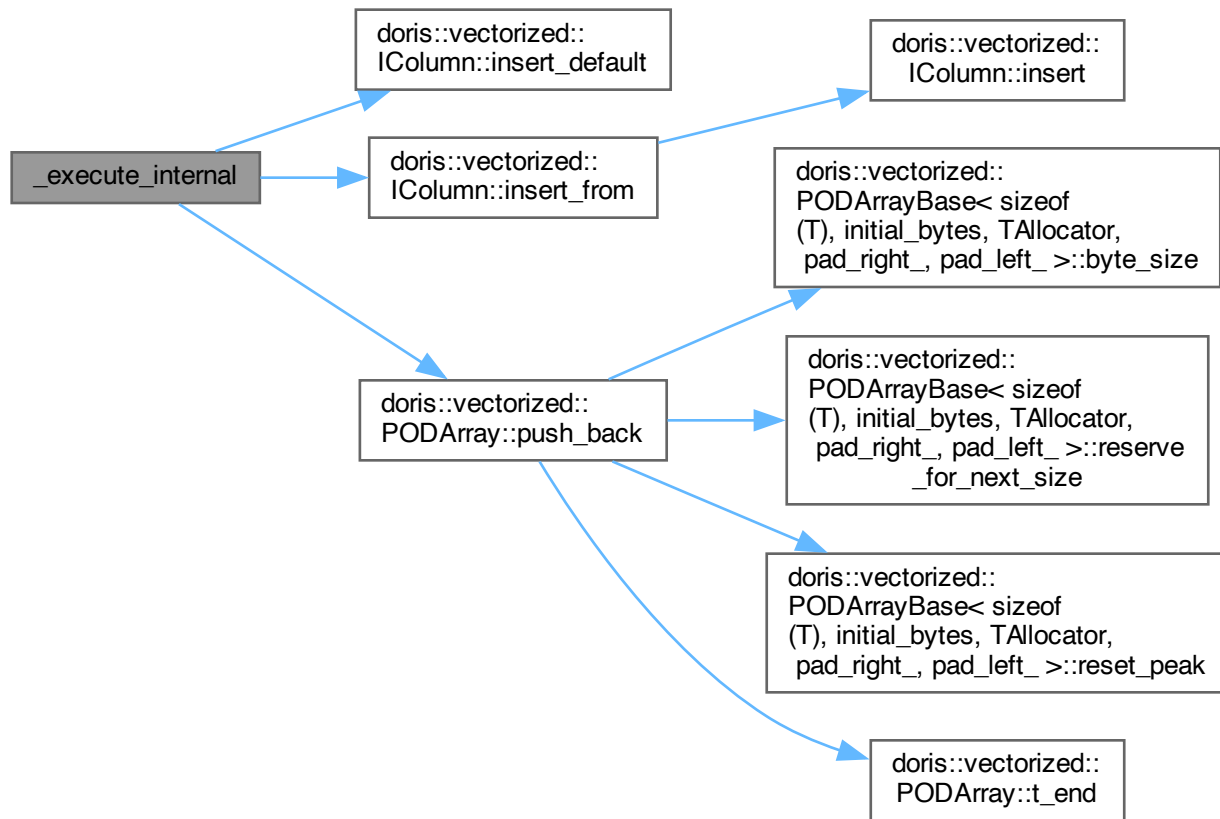 doris::vectorized::
IColumn::insert_default
doris::vectorized::
IColumn::insert
_execute_internal
doris::vectorized::
IColumn::insert_from
doris::vectorized::
PODArrayBase< sizeof
(T), initial_bytes, TAllocator,
pad_right_, pad_left_ >::byte_size
doris::vectorized::
PODArrayBase< sizeof
(T), initial_bytes, TAllocator,
pad_right_, pad_left_ >::reserve
_for_next_size
doris::vectorized::
PODArray::push_back
doris::vectorized::
PODArrayBase< sizeof
(T), initial_bytes, TAllocator,
pad_right_, pad_left_ >::reset_peak
doris::vectorized::
PODArray::t_end